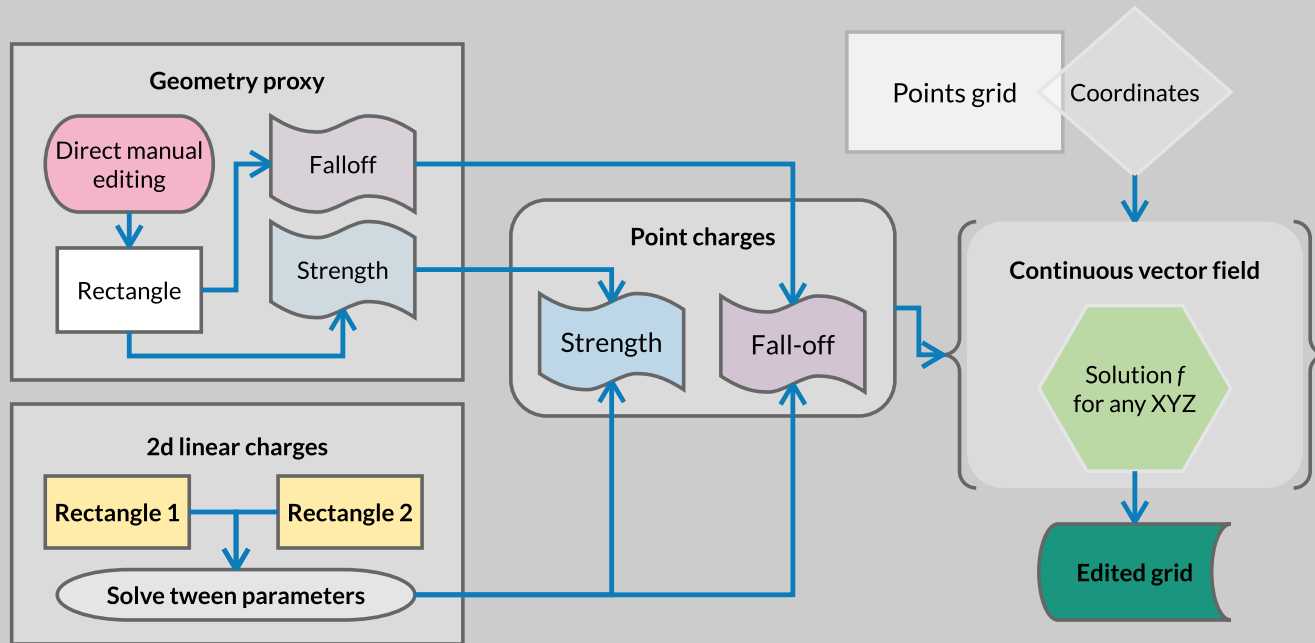 Geometry proxy
Direct manual
editing
Falloff
Rectangle
Strength
2d linear charges
Rectangle 1
Rectangle 2
Solve tween parameters
Point charges
Strength
Fall-off
Points grid
Coordinates
Continuous vector field
Solution f
for any XYZ
Edited grid